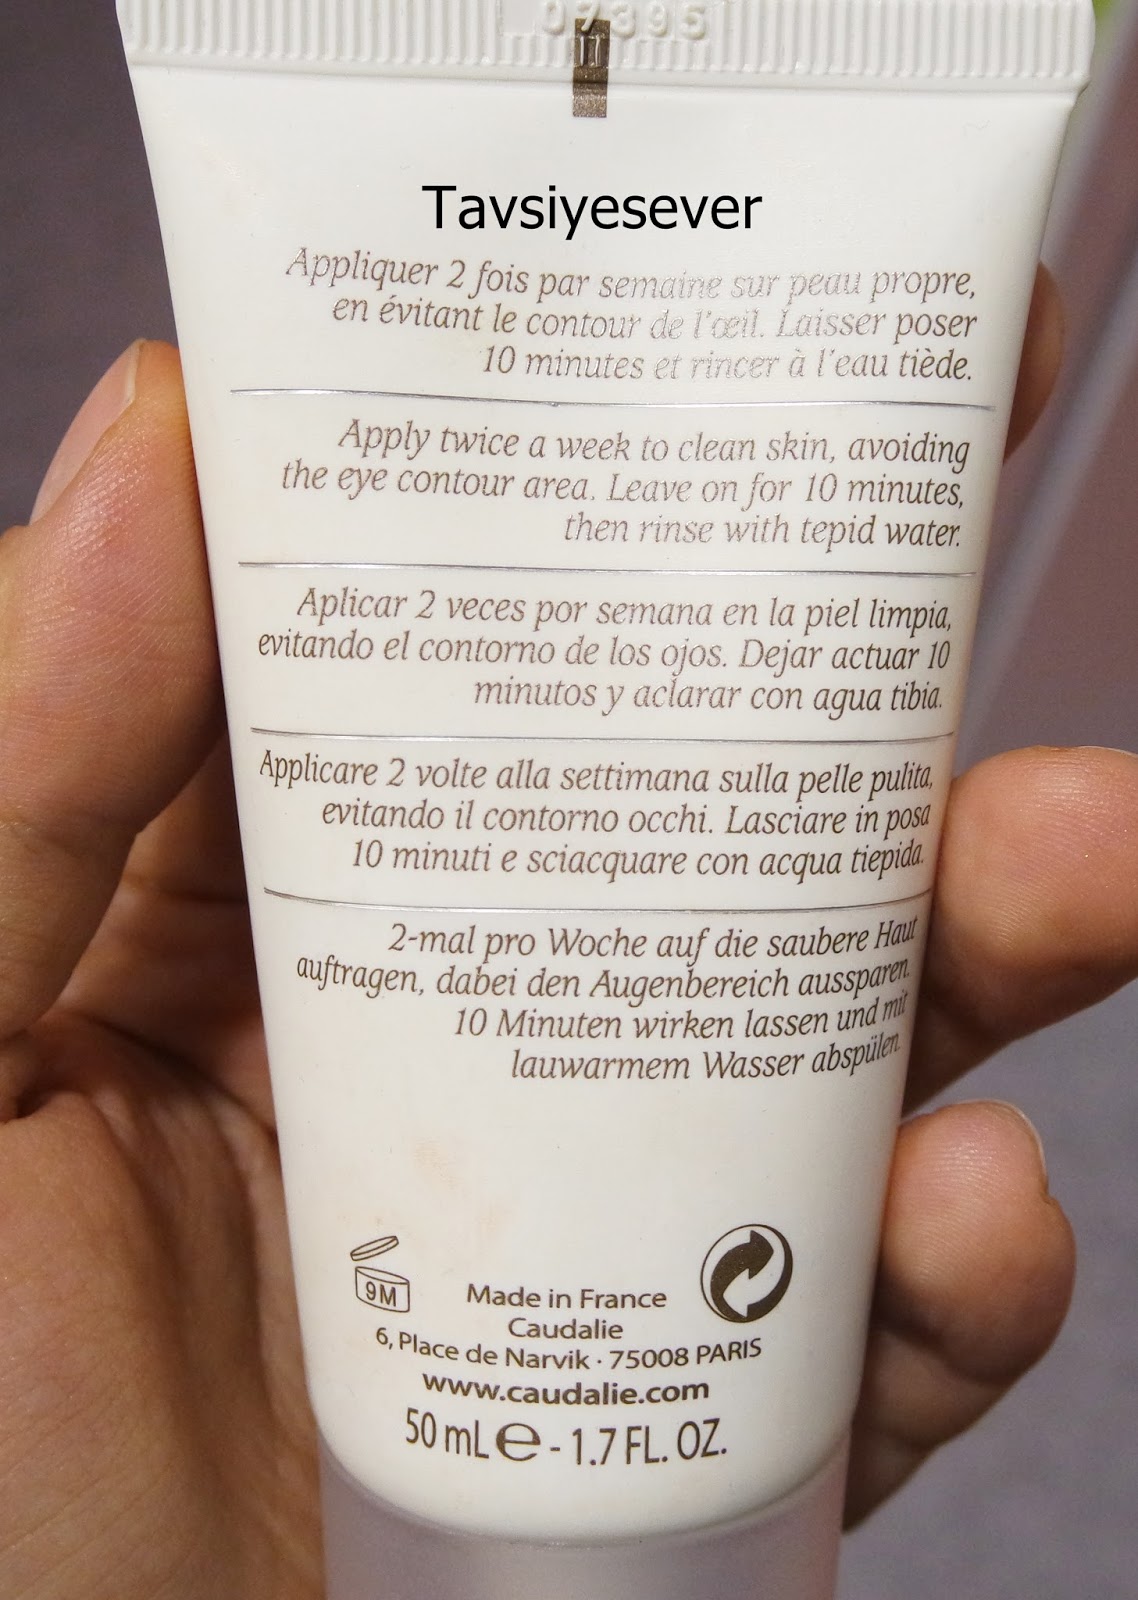 07395
Tavsiyesever
Appliquer 2 fois par semaine sur peau propre,
en évitant le contour de l'œil. Laisser poser
10 minutes et rincer à l'eau tiède.
Apply twice a week to clean skin, avoiding
the eye contour area. Leave on for 10 minutes,
then rinse with tepid water.
Aplicar 2 veces por semana en la piel limpia,
evitando el contorno de los ojos. Dejar actuar 10
minutos y aclarar con agua tibia.
Applicare 2 volte alla settimana sulla pelle pulita,
evitando il contorno occhi. Lasciare in posa
10 minuti e sciacquare con acqua tiepida.
2-mal pro Woche auf die saubere Haut
auftragen, dabei den Augenbereich aussparen.
10 Minuten wirken lassen und mit
lauwarmem Wasser abspülen.
9M
Made in France
Caudalie
6, Place de Narvik · 75008 PARIS
www.caudalie.com
50 mL e - 1.7 FL. OZ.